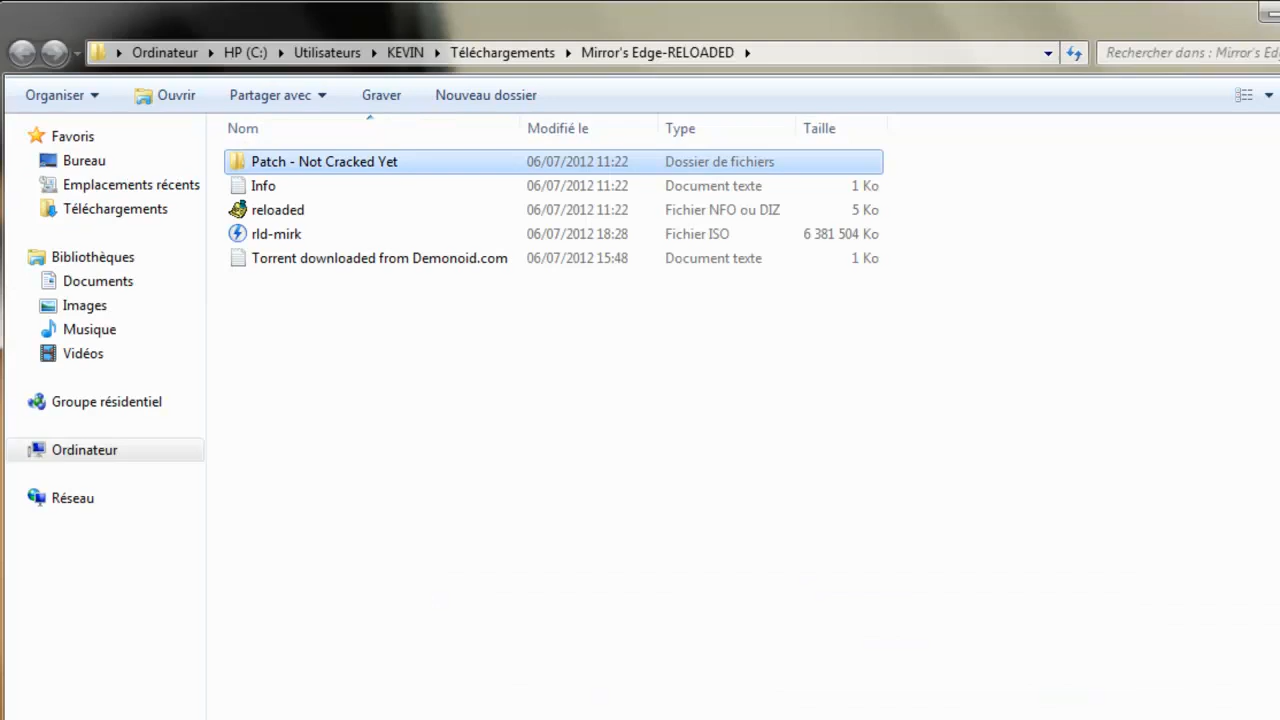 Ordinateur HP (C:) Utilisateurs KEVIN Téléchargements Mirror's Edge-RELOADED
Rechercher dans : Mirror's Edg
Organiser Ouvrir Partager avec Graver Nouveau dossier
Nom Modifié le Type Taille
Favoris
Bureau
Emplacements récents
Téléchargements
Bibliothèques
Documents
Images
Musique
Vidéos
Groupe résidentiel
Ordinateur
Réseau
Patch - Not Cracked Yet 06/07/2012 11:22 Dossier de fichiers
Info 06/07/2012 11:22 Document texte 1 Ko
reloaded 06/07/2012 11:22 Fichier NFO ou DIZ 5 Ko
rld-mirk 06/07/2012 18:28 Fichier ISO 6 381 504 Ko
Torrent downloaded from Demonoid.com 06/07/2012 15:48 Document texte 1 Ko